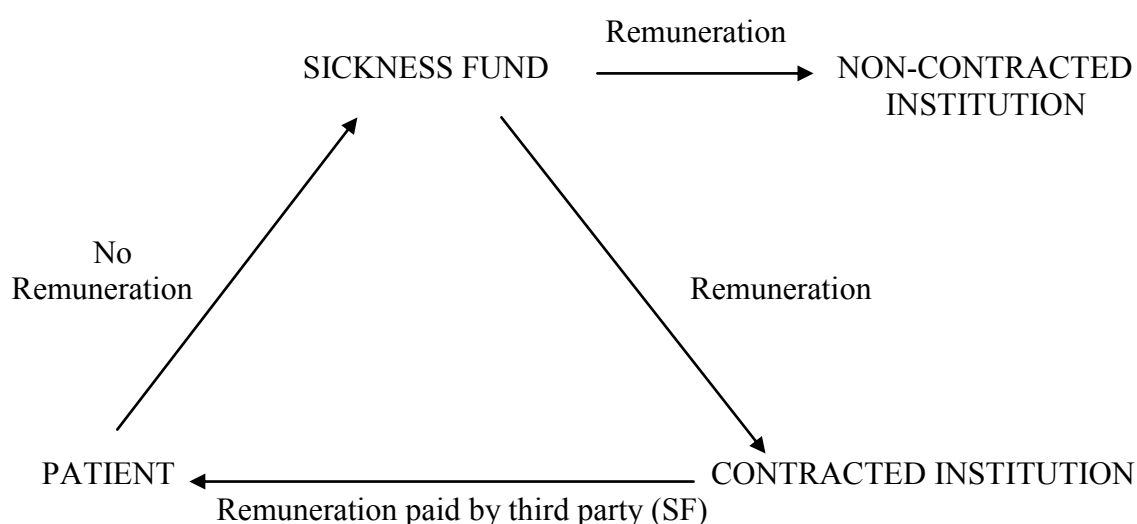 Remuneration
SICKNESS FUND
NON-CONTRACTED
INSTITUTION
No
Remuneration
Remuneration
PATIENT
CONTRACTED INSTITUTION
Remuneration paid by third party (SF)